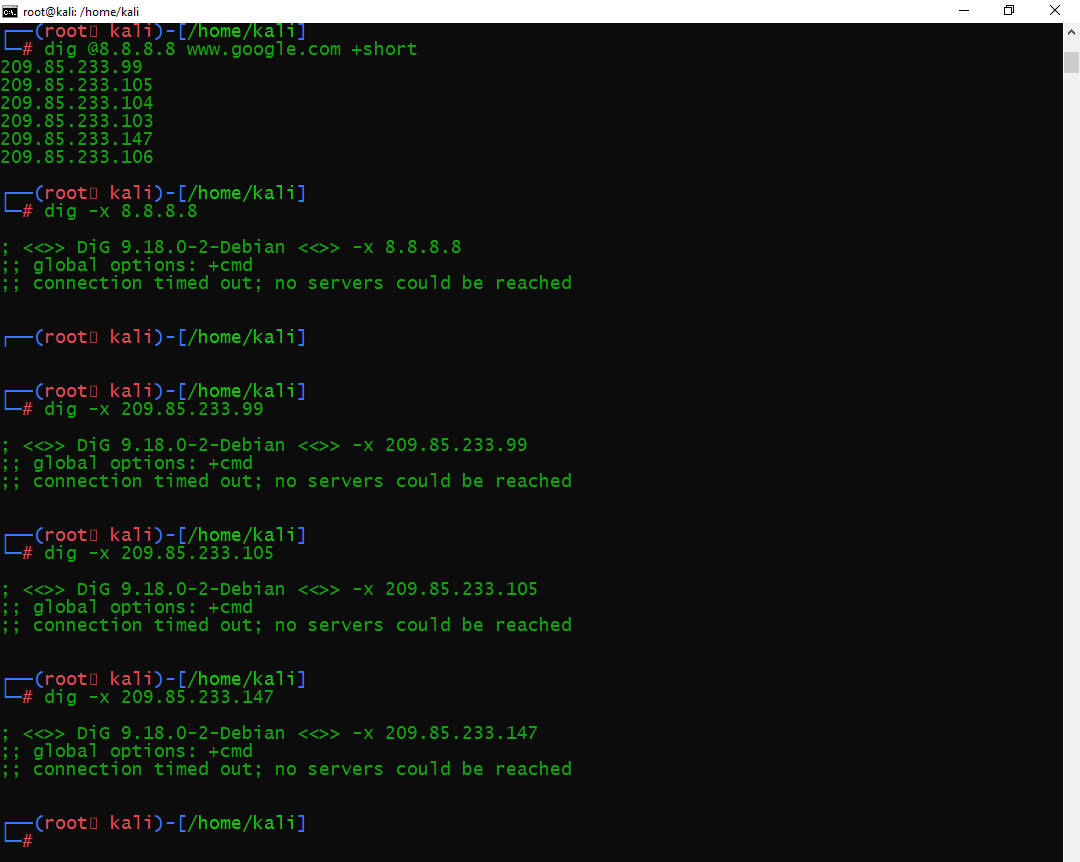 root@kali: /home/kali
┌──(root▯ kali)-[/home/kali]
└─# dig @8.8.8.8 www.google.com +short
209.85.233.99
209.85.233.105
209.85.233.104
209.85.233.103
209.85.233.147
209.85.233.106
┌──(root▯ kali)-[/home/kali]
└─# dig -x 8.8.8.8
; <<>> DiG 9.18.0-2-Debian <<>> -x 8.8.8.8
;; global options: +cmd
;; connection timed out; no servers could be reached
┌──(root▯ kali)-[/home/kali]
┌──(root▯ kali)-[/home/kali]
└─# dig -x 209.85.233.99
; <<>> DiG 9.18.0-2-Debian <<>> -x 209.85.233.99
;; global options: +cmd
;; connection timed out; no servers could be reached
┌──(root▯ kali)-[/home/kali]
└─# dig -x 209.85.233.105
; <<>> DiG 9.18.0-2-Debian <<>> -x 209.85.233.105
;; global options: +cmd
;; connection timed out; no servers could be reached
┌──(root▯ kali)-[/home/kali]
└─# dig -x 209.85.233.147
; <<>> DiG 9.18.0-2-Debian <<>> -x 209.85.233.147
;; global options: +cmd
;; connection timed out; no servers could be reached
┌──(root▯ kali)-[/home/kali]
└─#